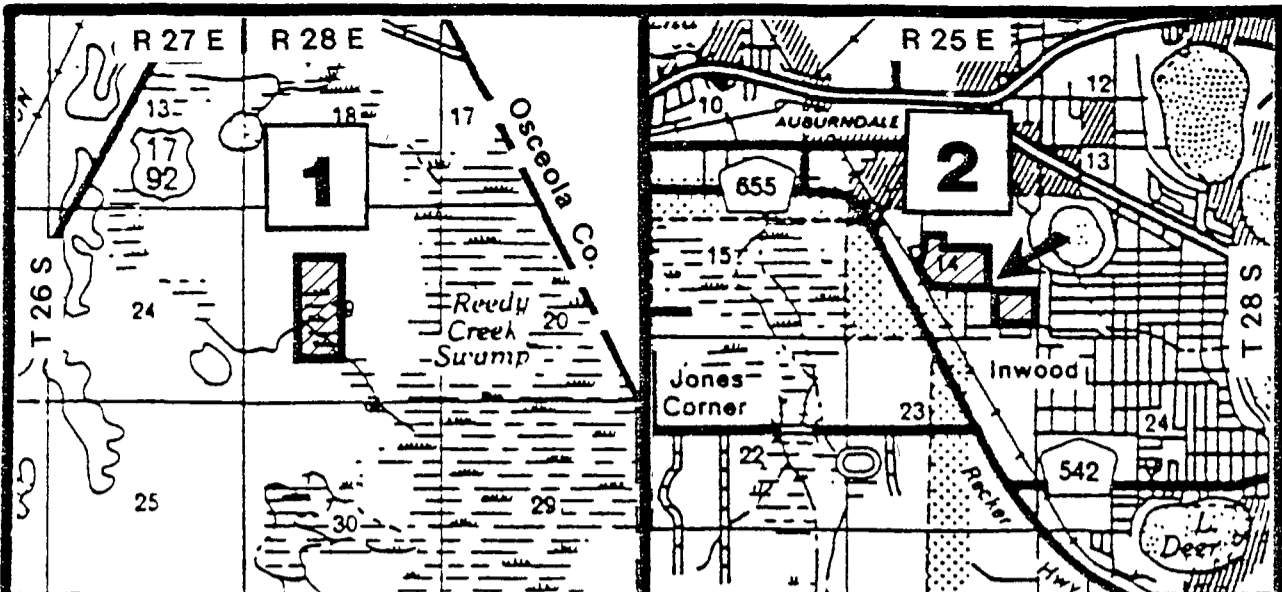 R 27 E
R 28 E
13
18
17
17
92
1
Osceola Co.
T 26 S
24
Reedy
Creek
Swamp
20
25
30
29
R 25 E
10
12
AUBURNDALE
2
13
655
15
14
T 28 S
Jones
Corner
Inwood
23
24
22
542
Recker
Hwy
L.
Deer